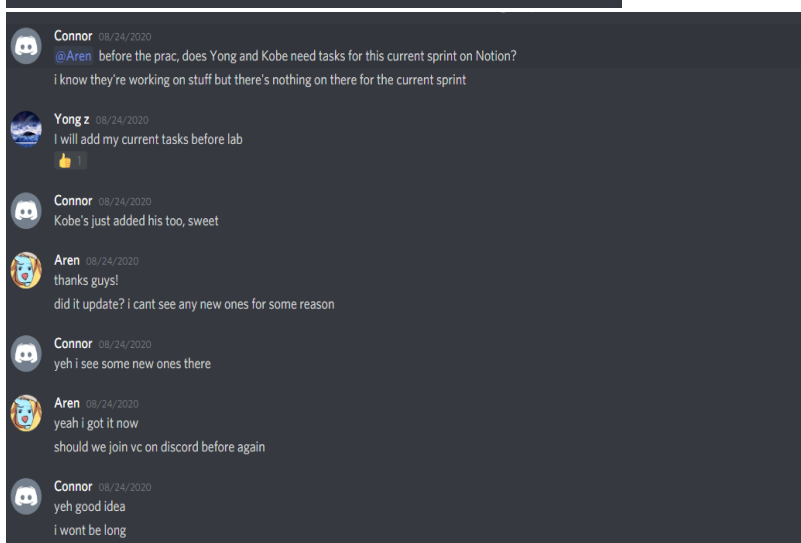 Connor 08/24/2020
@Aren before the prac, does Yong and Kobe need tasks for this current sprint on Notion?
i know they're working on stuff but there's nothing on there for the current sprint
Yong z 08/24/2020
I will add my current tasks before lab
👍 1
Connor 08/24/2020
Kobe's just added his too, sweet
Aren 08/24/2020
thanks guys!
did it update? i cant see any new ones for some reason
Connor 08/24/2020
yeh i see some new ones there
Aren 08/24/2020
yeah i got it now
should we join vc on discord before again
Connor 08/24/2020
yeh good idea
i wont be long